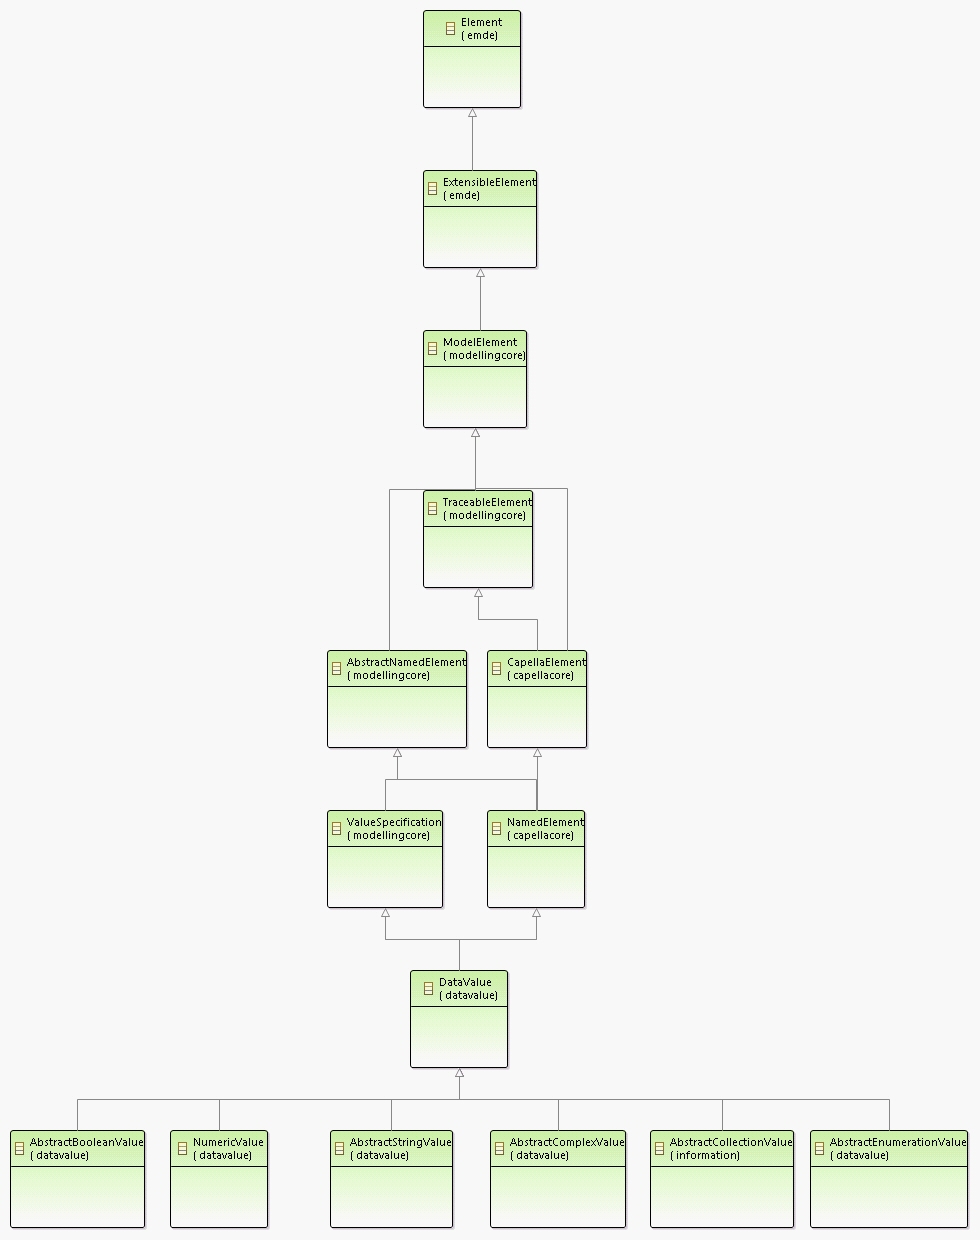 Element
( emde)
ExtensibleElement
( emde)
ModelElement
( modellingcore)
TraceableElement
( modellingcore)
AbstractNamedElement
( modellingcore)
CapellaElement
( capellacore)
ValueSpecification
( modellingcore)
NamedElement
( capellacore)
DataValue
( datavalue)
AbstractBooleanValue
( datavalue)
NumericValue
( datavalue)
AbstractStringValue
( datavalue)
AbstractComplexValue
( datavalue)
AbstractCollectionValue
( information)
AbstractEnumerationValue
( datavalue)